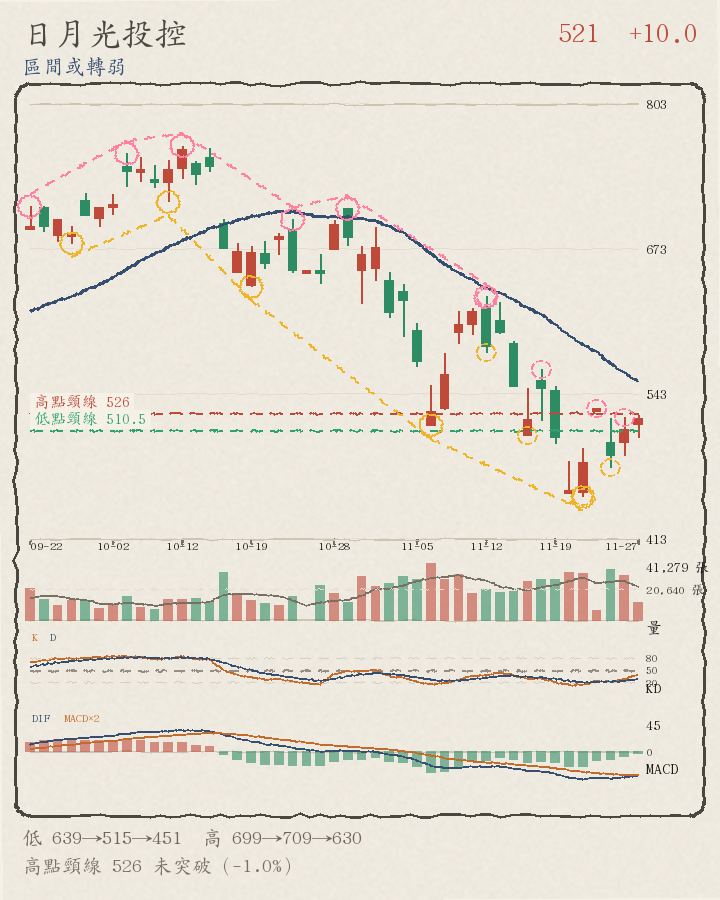 日月光投控
521 +10.0
區間或轉弱
803
673
543
高點頸線 526
低點頸線 510.5
413
09-22 10-02 10-12 10-19 10-28 11-05 11-12 11-19 11-27
41,279 張
20,640 張
量
K D
80
50
20
KD
DIF MACD×2
45
0
MACD
低 639→515→451 高 699→709→630
高點頸線 526 未突破 (-1.0%)